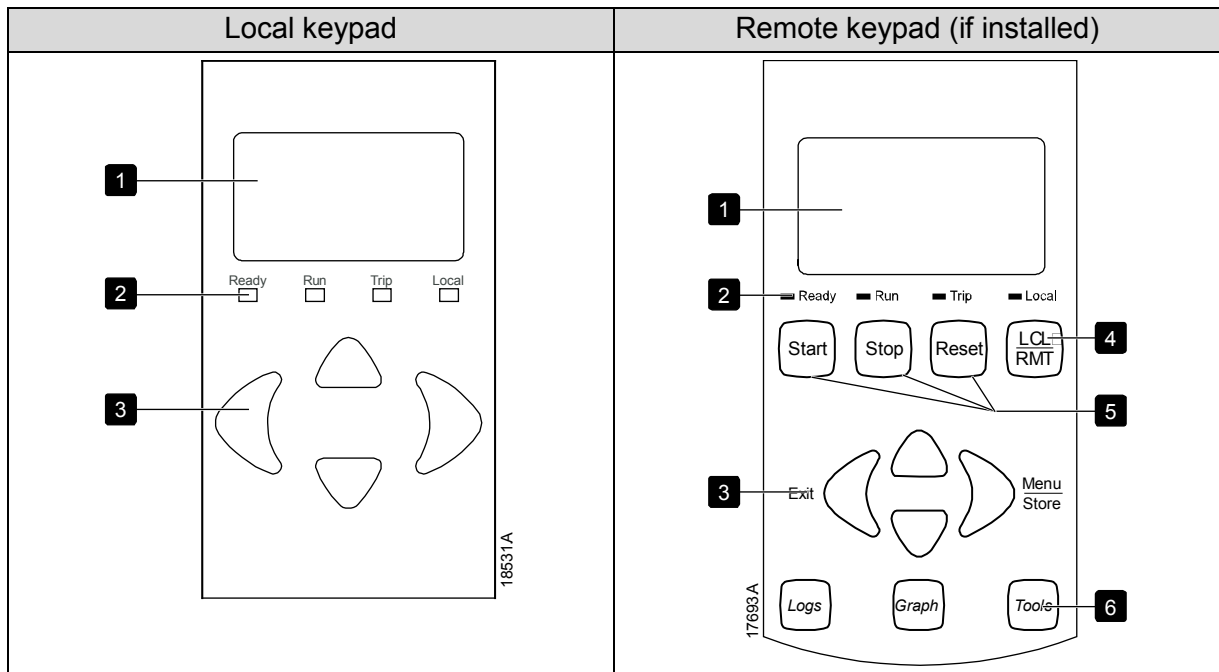 Local keypad
Remote keypad (if installed)
1
Ready Run Trip Local
2
3
18531A
1
2
Ready Run Trip Local
Start Stop Reset LCL
RMT
4
5
3
Exit
Menu
Store
17693A
Logs Graph Tools
6